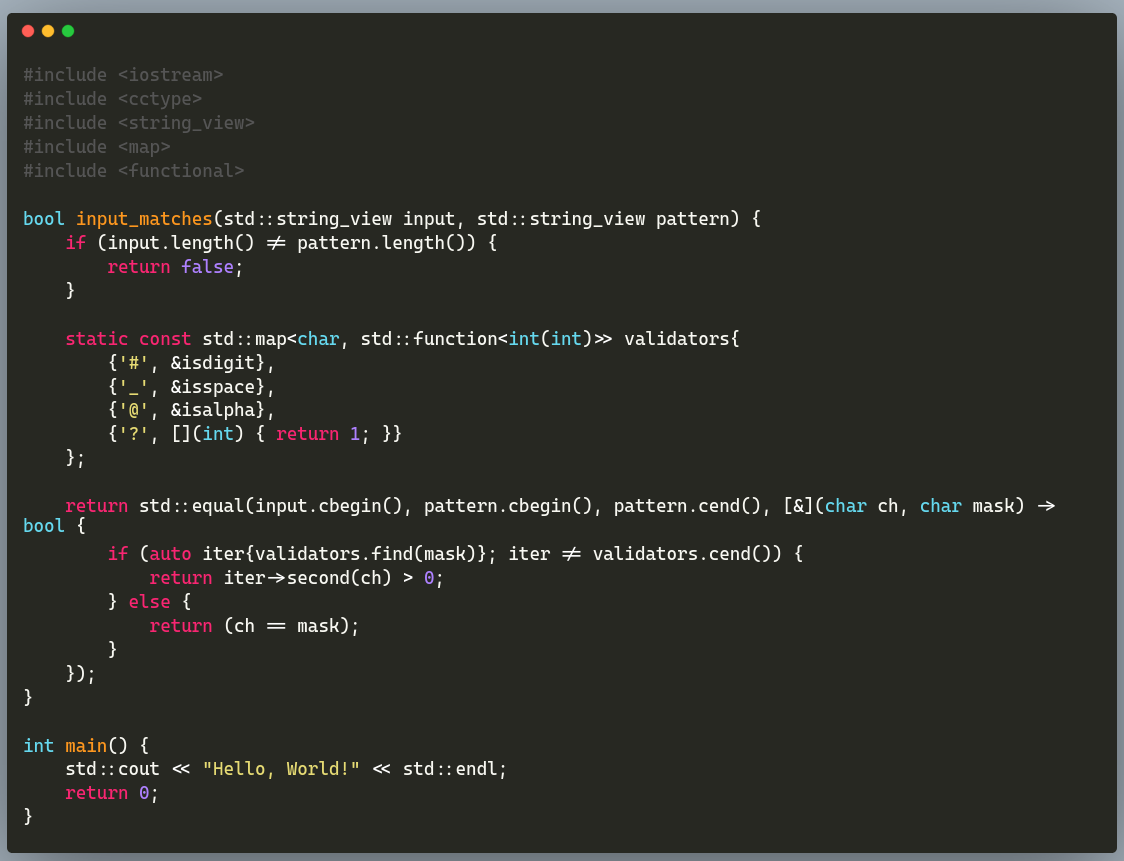 #include <iostream>
#include <cctype>
#include <string_view>
#include <map>
#include <functional>

bool input_matches(std::string_view input, std::string_view pattern) {
    if (input.length() != pattern.length()) {
        return false;
    }

    static const std::map<char, std::function<int(int)>> validators{
        {'#', &isdigit},
        {'_', &isspace},
        {'@', &isalpha},
        {'?', [](int) { return 1; }}
    };

    return std::equal(input.cbegin(), pattern.cbegin(), pattern.cend(), [&](char ch, char mask) ->
bool {
        if (auto iter{validators.find(mask)}; iter != validators.cend()) {
            return iter->second(ch) > 0;
        } else {
            return (ch == mask);
        }
    });
}

int main() {
    std::cout << "Hello, World!" << std::endl;
    return 0;
}